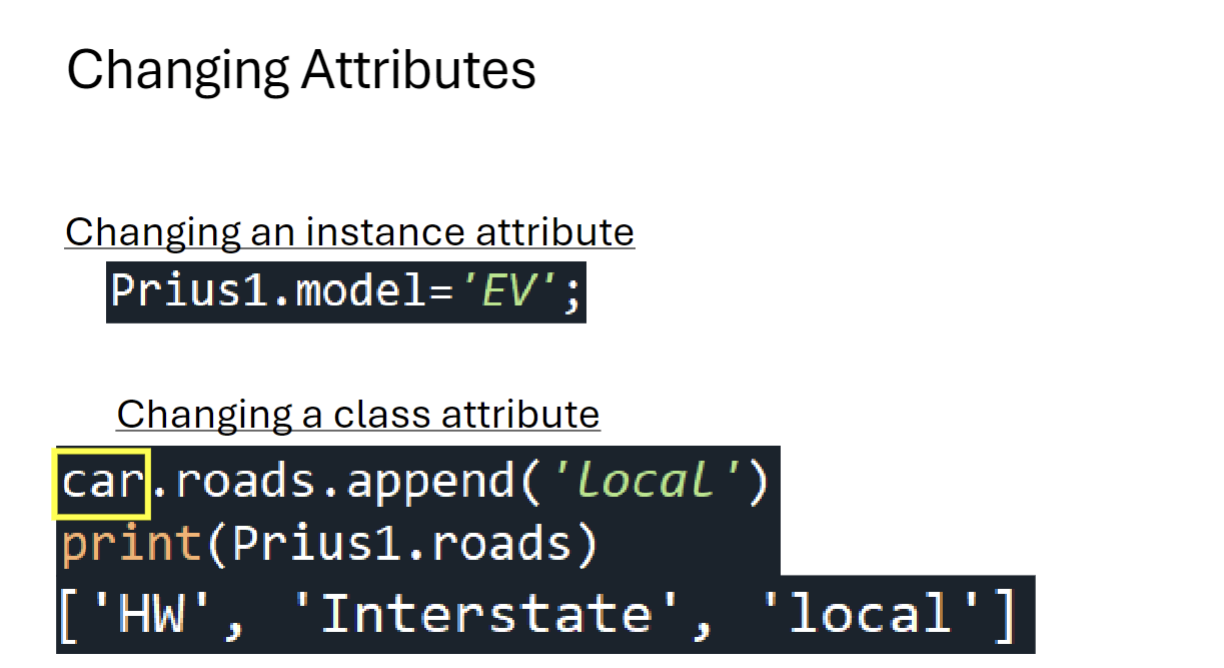 Changing Attributes
Changing an instance attribute
Prius1.model='EV';
Changing a class attribute
car.roads.append('local')
print(Prius1.roads)
['HW', 'Interstate', 'local']